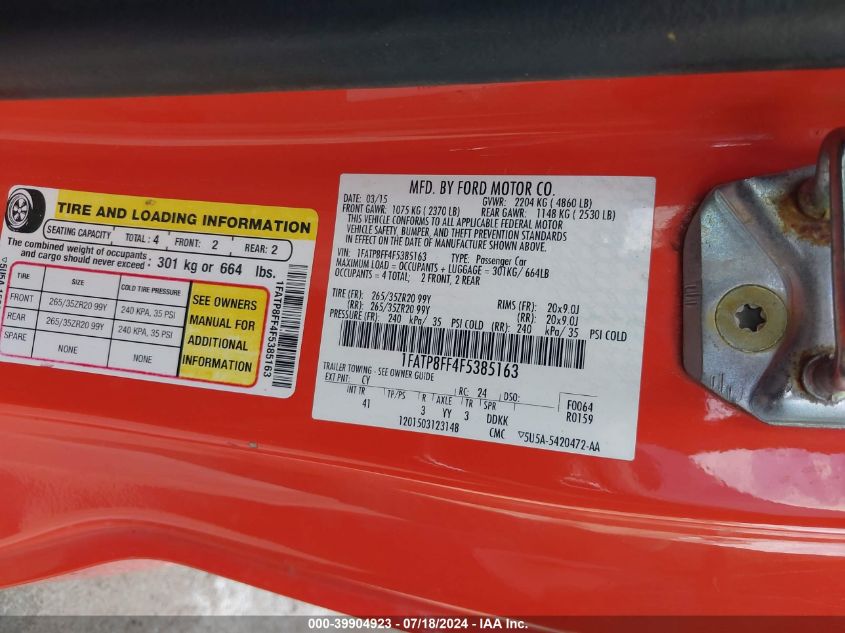 TIRE AND LOADING INFORMATION
SEATING CAPACITY TOTAL: 4 FRONT: 2 REAR: 2
The combined weight of occupants
and cargo should never exceed: 301 kg or 664 lbs.
TIRE SIZE COLD TIRE PRESSURE
FRONT 265/35ZR20 99Y 240 KPA, 35 PSI
REAR 265/35ZR20 99Y 240 KPA, 35 PSI
SPARE NONE NONE
SEE OWNERS
MANUAL FOR
ADDITIONAL
INFORMATION
1FATP8FF4F5385163
MFD. BY FORD MOTOR CO.
DATE: 03/15 GVWR: 2204 KG ( 4860 LB)
FRONT GAWR: 1075 KG ( 2370 LB) REAR GAWR: 1148 KG ( 2530 LB)
THIS VEHICLE CONFORMS TO ALL APPLICABLE FEDERAL MOTOR
VEHICLE SAFETY, BUMPER, AND THEFT PREVENTION STANDARDS
IN EFFECT ON THE DATE OF MANUFACTURE SHOWN ABOVE.
VIN: 1FATP8FF4F5385163 TYPE: Passenger Car
MAXIMUM LOAD = OCCUPANTS + LUGGAGE = 301KG/ 664LB
OCCUPANTS = 4 TOTAL; 2 FRONT, 2 REAR
TIRE (FR): 265/35ZR20 99Y RIMS (FR): 20x9.0J
(RR): 265/35ZR20 99Y (RR): 20x9.0J
PRESSURE (FR): 240 kPa/ 35 PSI COLD (RR): 240 kPa/ 35 PSI COLD
1FATP8FF4F5385163
TRAILER TOWING - SEE OWNER GUIDE
EXT PNT: CY RC: 24 DSO: F0064
INT TR TP/PS R AXLE TR SPR R0159
41 3 YY 3 DDKK
12015031​2314B CMC ▽5U5A-5420472-AA
000-39904923 - 07/18/2024 - IAA Inc.